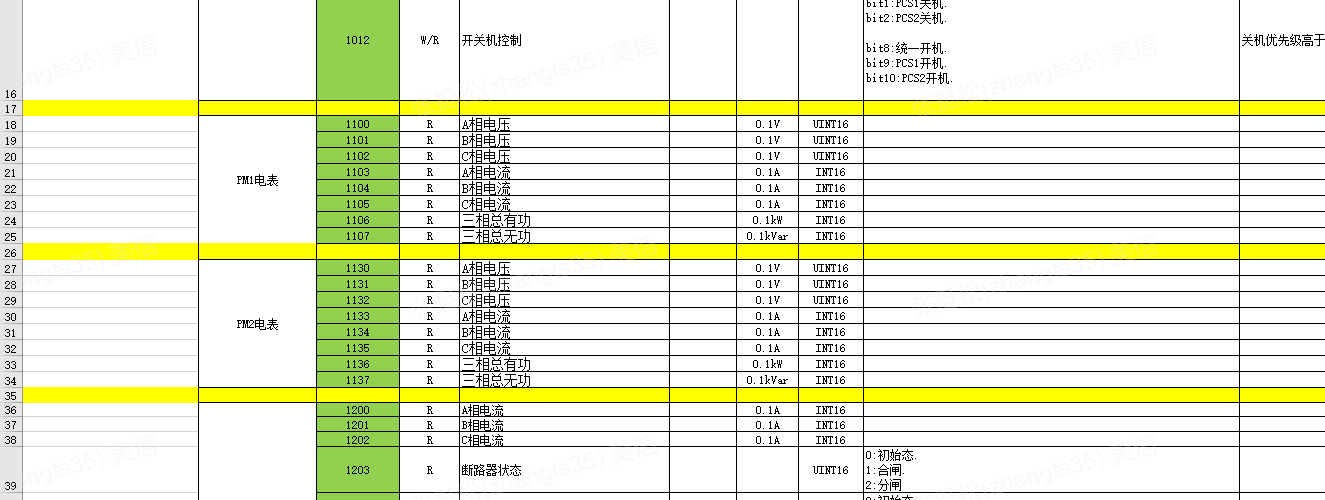 bit1:PCS1关机.
bit2:PCS2关机.
1012 W/R 开关机控制
bit8:统一开机.
bit9:PCS1开机.
bit10:PCS2开机.
关机优先级高于
16
17
18 1100 R A相电压 0.1V UINT16
19 1101 R B相电压 0.1V UINT16
20 1102 R C相电压 0.1V UINT16
21 1103 R A相电流 0.1A INT16
PM1电表
22 1104 R B相电流 0.1A INT16
23 1105 R C相电流 0.1A INT16
24 1106 R 三相总有功 0.1kW INT16
25 1107 R 三相总无功 0.1kVar INT16
26
27 1130 R A相电压 0.1V UINT16
28 1131 R B相电压 0.1V UINT16
29 1132 R C相电压 0.1V UINT16
30 1133 R A相电流 0.1A INT16
PM2电表
31 1134 R B相电流 0.1A INT16
32 1135 R C相电流 0.1A INT16
33 1136 R 三相总有功 0.1kW INT16
34 1137 R 三相总无功 0.1kVar INT16
35
36 1200 R A相电流 0.1A INT16
37 1201 R B相电流 0.1A INT16
38 1202 R C相电流 0.1A INT16
39 1203 R 断路器状态 UINT16
0:初始态.
1:合闸.
2:分闸
0:初始态